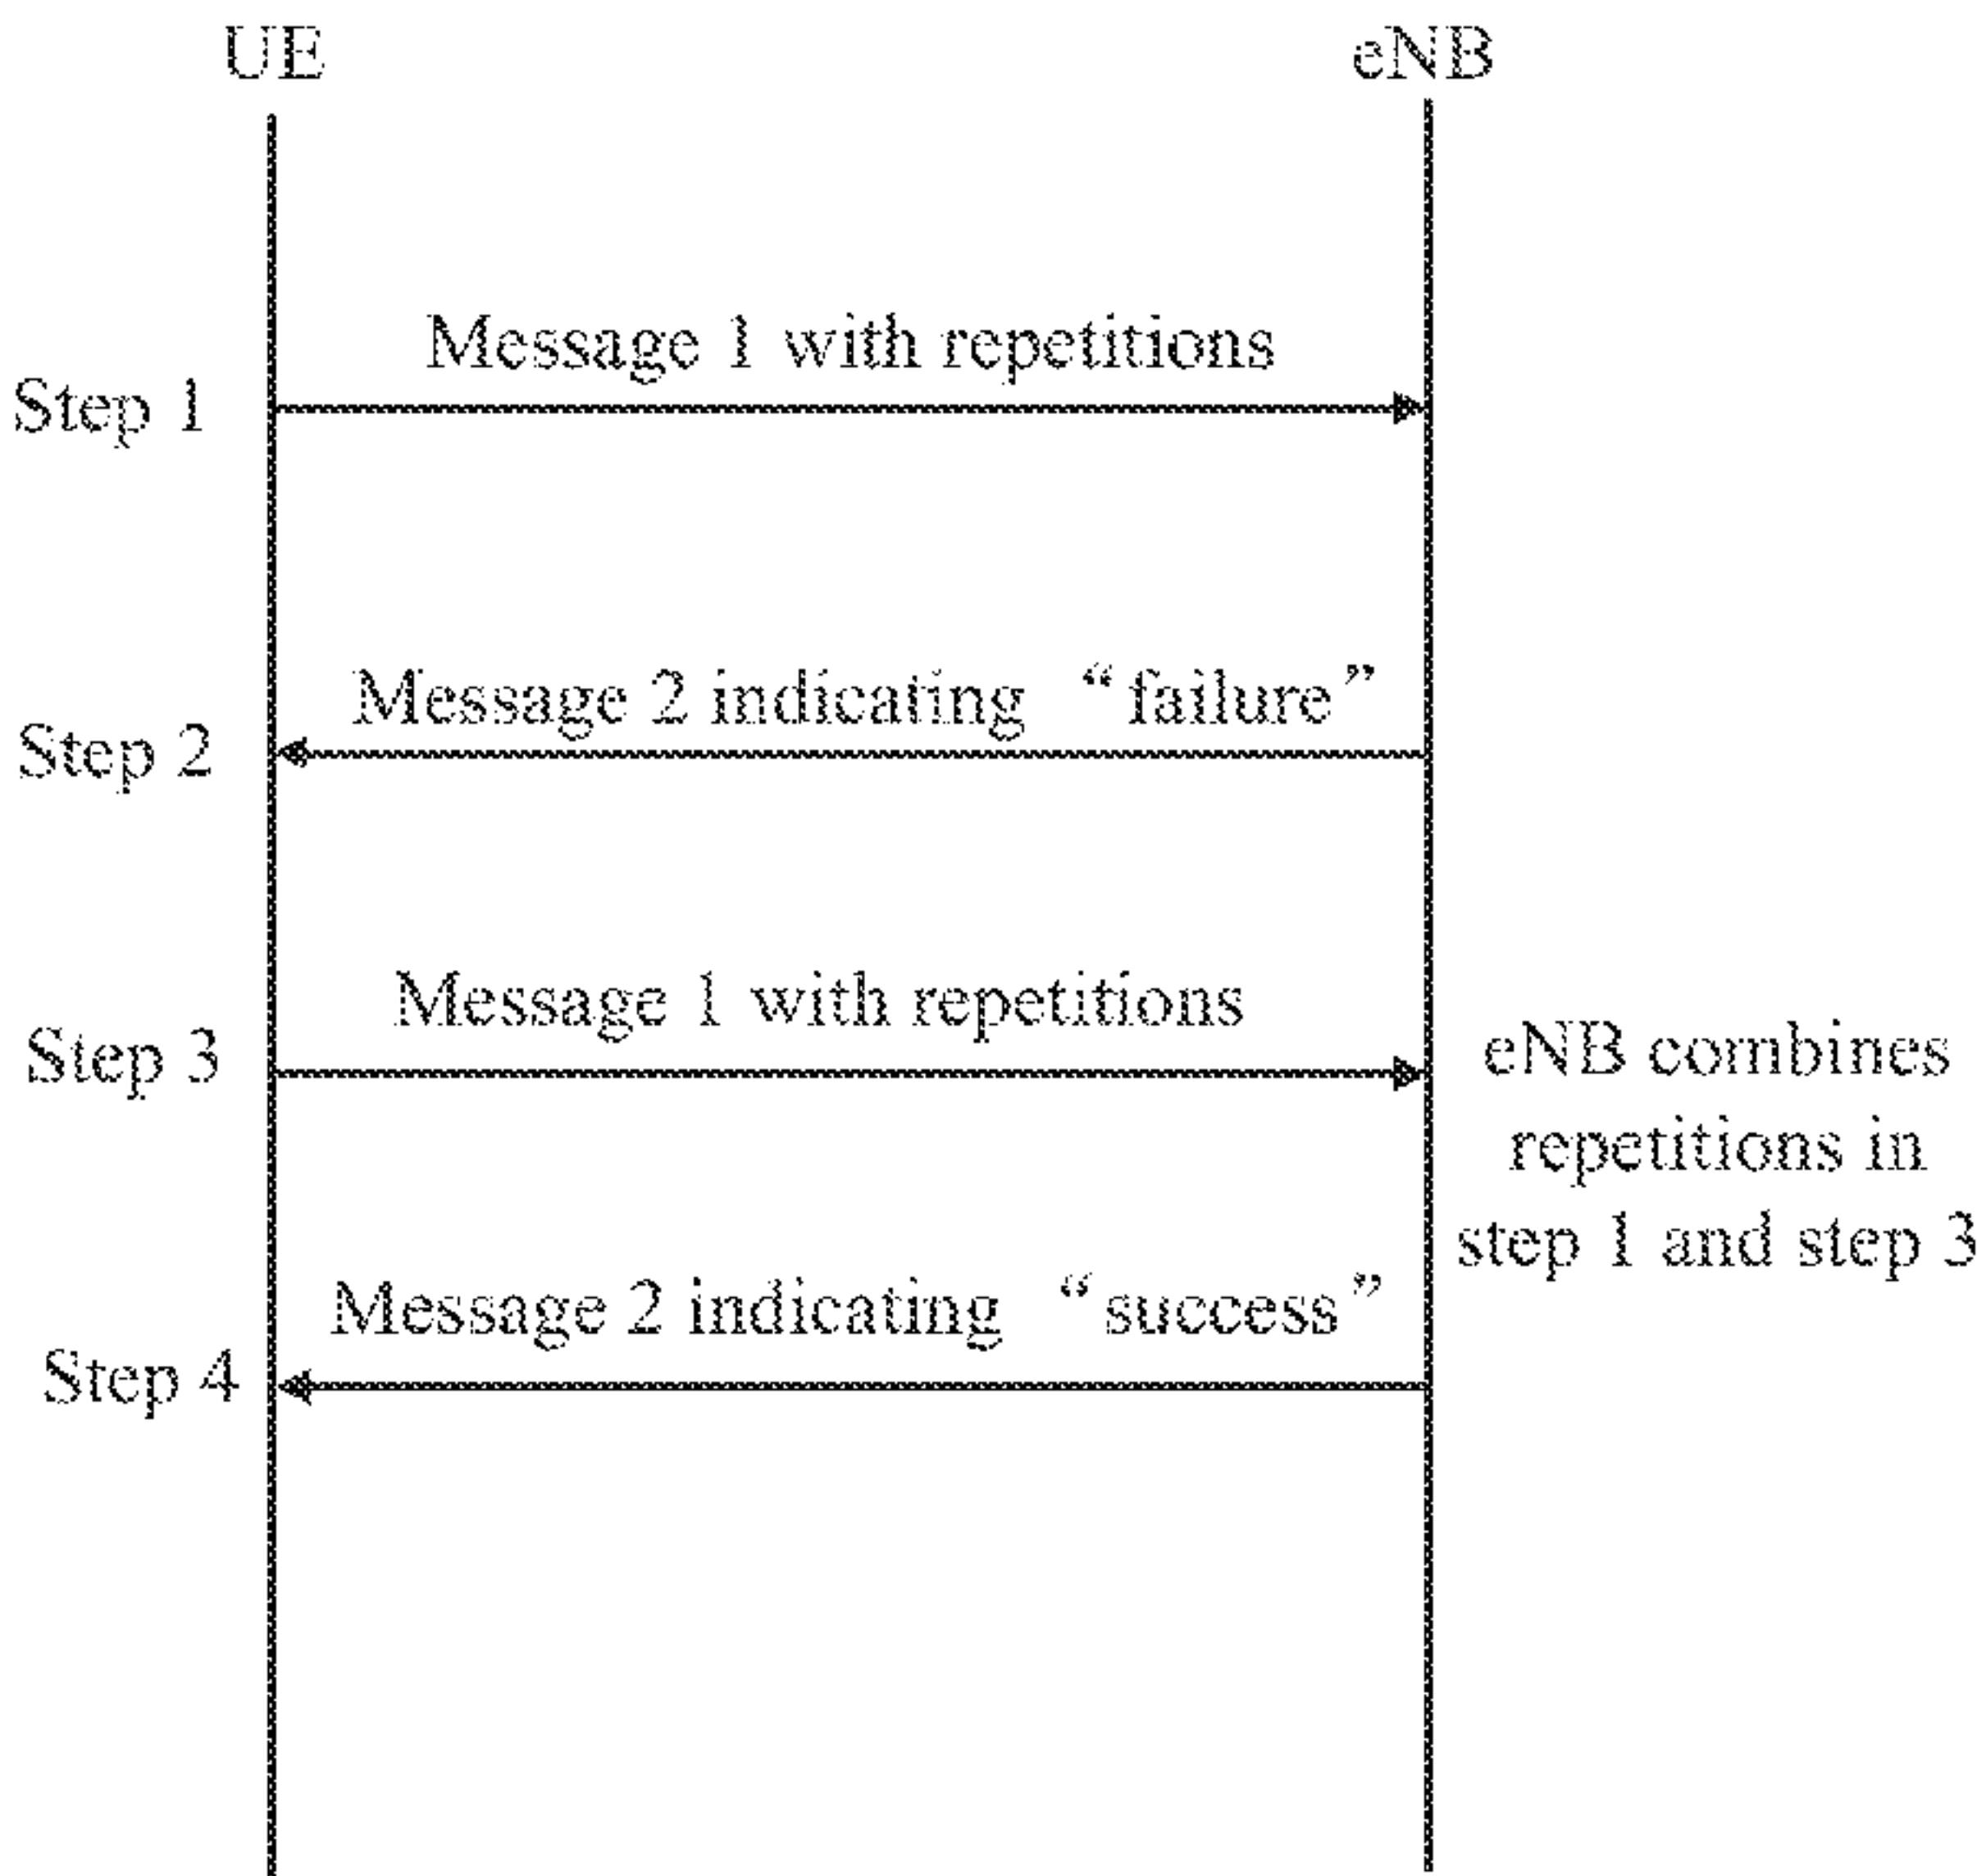 UE
eNB
Message 1 with repetitions
Step 1
Message 2 indicating “failure”
Step 2
Message 1 with repetitions
Step 3
eNB combines
repetitions in
step 1 and step 3
Message 2 indicating “success”
Step 4